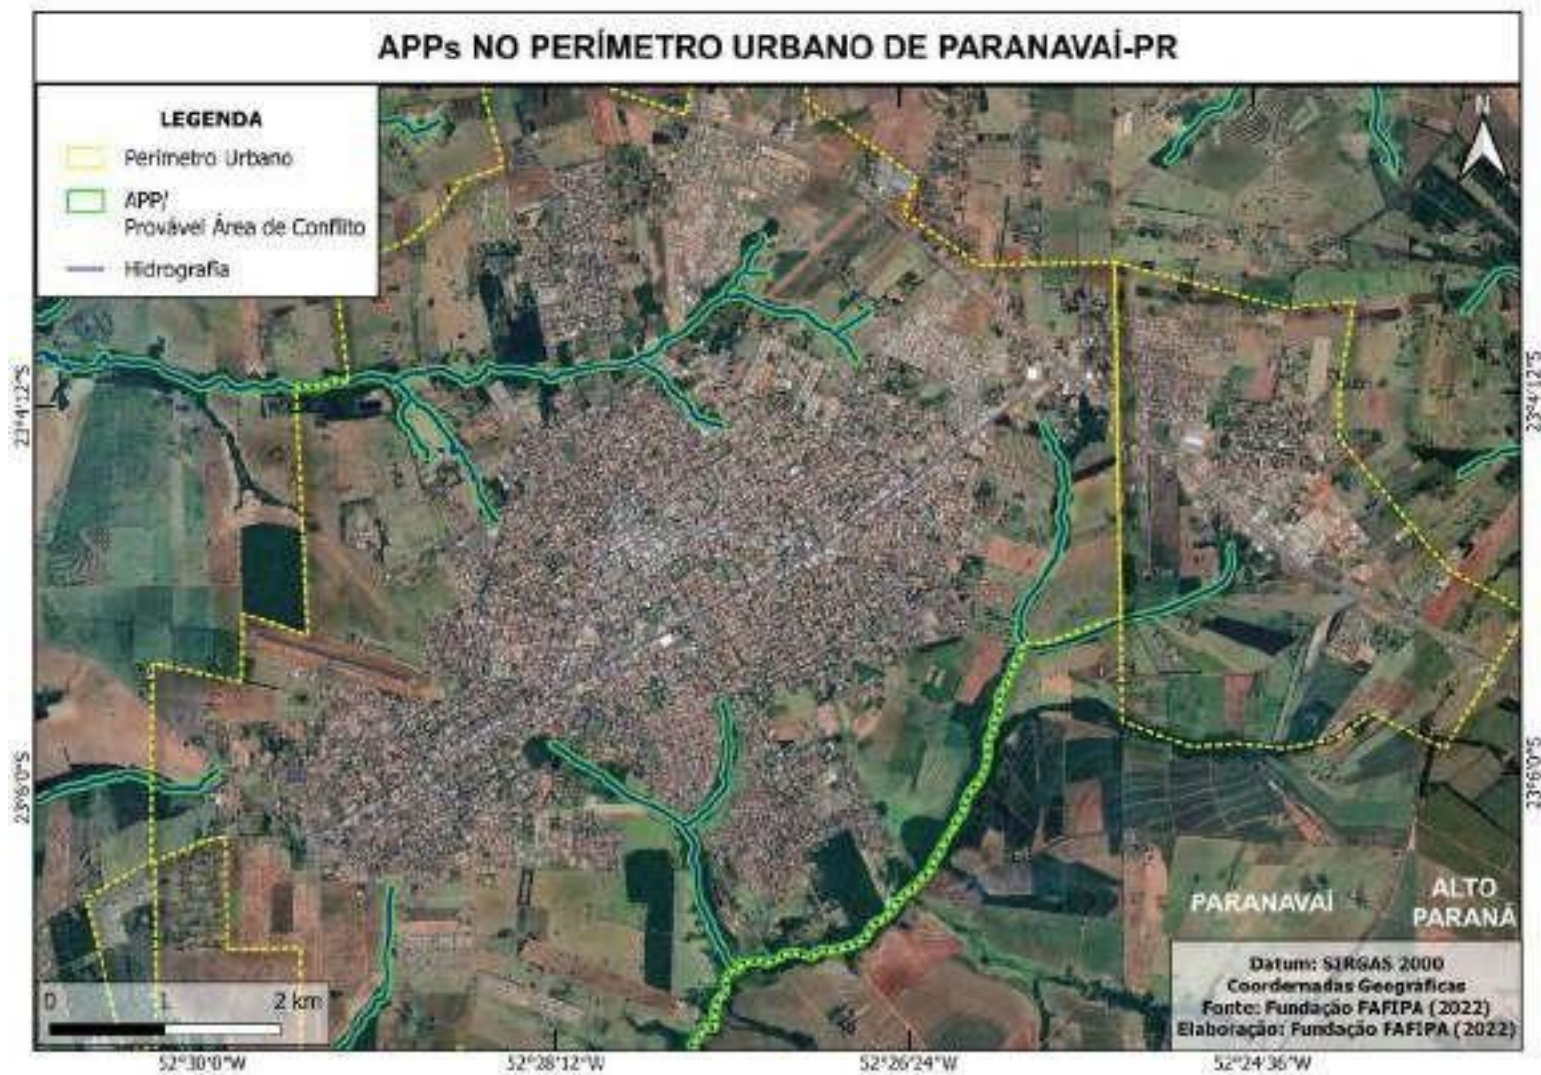 APPs NO PERÍMETRO URBANO DE PARANAVAÍ-PR
LEGENDA
Perímetro Urbano
APP/
Provável Área de Conflito
Hidrografia
N
23°4'12"S
23°4'12"S
23°6'0"S
23°6'0"S
PARANAVAÍ
ALTO
PARANÁ
Datum: SIRGAS 2000
Coordernadas Geográficas
Fonte: Fundação FAFIPA (2022)
Elaboração: Fundação FAFIPA (2022)
0 1 2 km
52°30'0"W
52°28'12"W
52°26'24"W
52°24'36"W